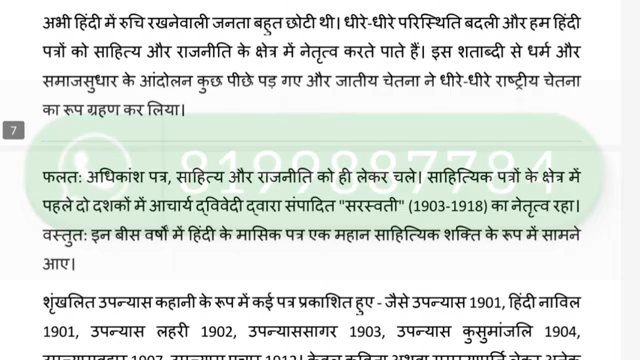 अभी हिंदी में रुचि रखनेवाली जनता बहुत छोटी थी। धीरे-धीरे परिस्थिति बदली और हम हिंदी
पत्रों को साहित्य और राजनीति के क्षेत्र में नेतृत्व करते पाते हैं। इस शताब्दी से धर्म और
समाजसुधार के आंदोलन कुछ पीछे पड़ गए और जातीय चेतना ने धीरे-धीरे राष्ट्रीय चेतना
का रूप ग्रहण कर लिया।
7
8199887784
फलत: अधिकांश पत्र, साहित्य और राजनीति को ही लेकर चले। साहित्यिक पत्रों के क्षेत्र में
पहले दो दशकों में आचार्य द्विवेदी द्वारा संपादित "सरस्वती" (1903-1918) का नेतृत्व रहा।
वस्तुत: इन बीस वर्षों में हिंदी के मासिक पत्र एक महान साहित्यिक शक्ति के रूप में सामने
आए।
शृंखलित उपन्यास कहानी के रूप में कई पत्र प्रकाशित हुए - जैसे उपन्यास 1901, हिंदी नाविल
1901, उपन्यास लहरी 1902, उपन्याससागर 1903, उपन्यास कुसुमांजलि 1904,